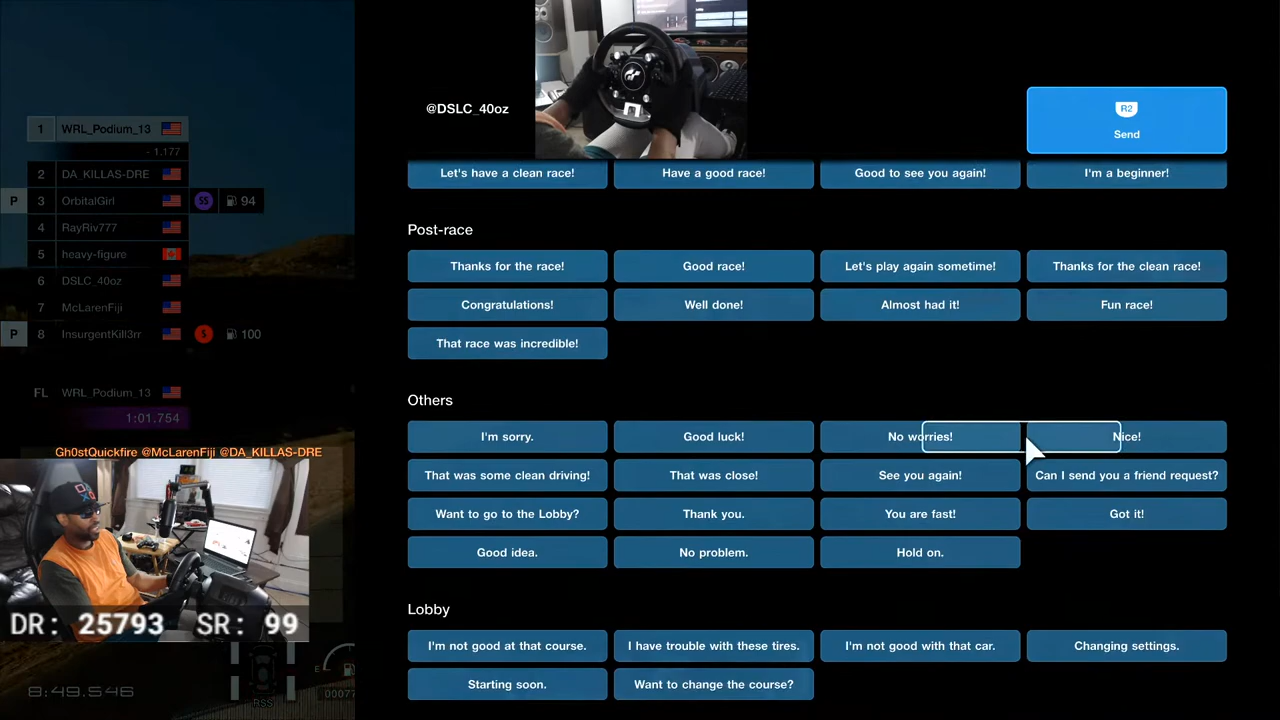 @DSLC_40oz
R2
Send
Let's have a clean race!
Have a good race!
Good to see you again!
I'm a beginner!
Post-race
Thanks for the race!
Good race!
Let's play again sometime!
Thanks for the clean race!
Congratulations!
Well done!
Almost had it!
Fun race!
That race was incredible!
Others
I'm sorry.
Good luck!
No worries!
Nice!
That was some clean driving!
That was close!
See you again!
Can I send you a friend request?
Want to go to the Lobby?
Thank you.
You are fast!
Got it!
Good idea.
No problem.
Hold on.
Lobby
I'm not good at that course.
I have trouble with these tires.
I'm not good with that car.
Changing settings.
Starting soon.
Want to change the course?
1 WRL_Podium_13
- 1.177
2 DA_KILLAS-DRE
P 3 OrbitalGirl SS 94
4 RayRiv777
5 heavy-figure
6 DSLC_40oz
7 McLarenFiji
P 8 InsurgentKill3rr S 100
FL WRL_Podium_13
1:01.754
Gh0stQuickfire @McLarenFiji @DA_KILLAS-DRE
DR: 25793 SR: 99
8:49.546
RSS
E